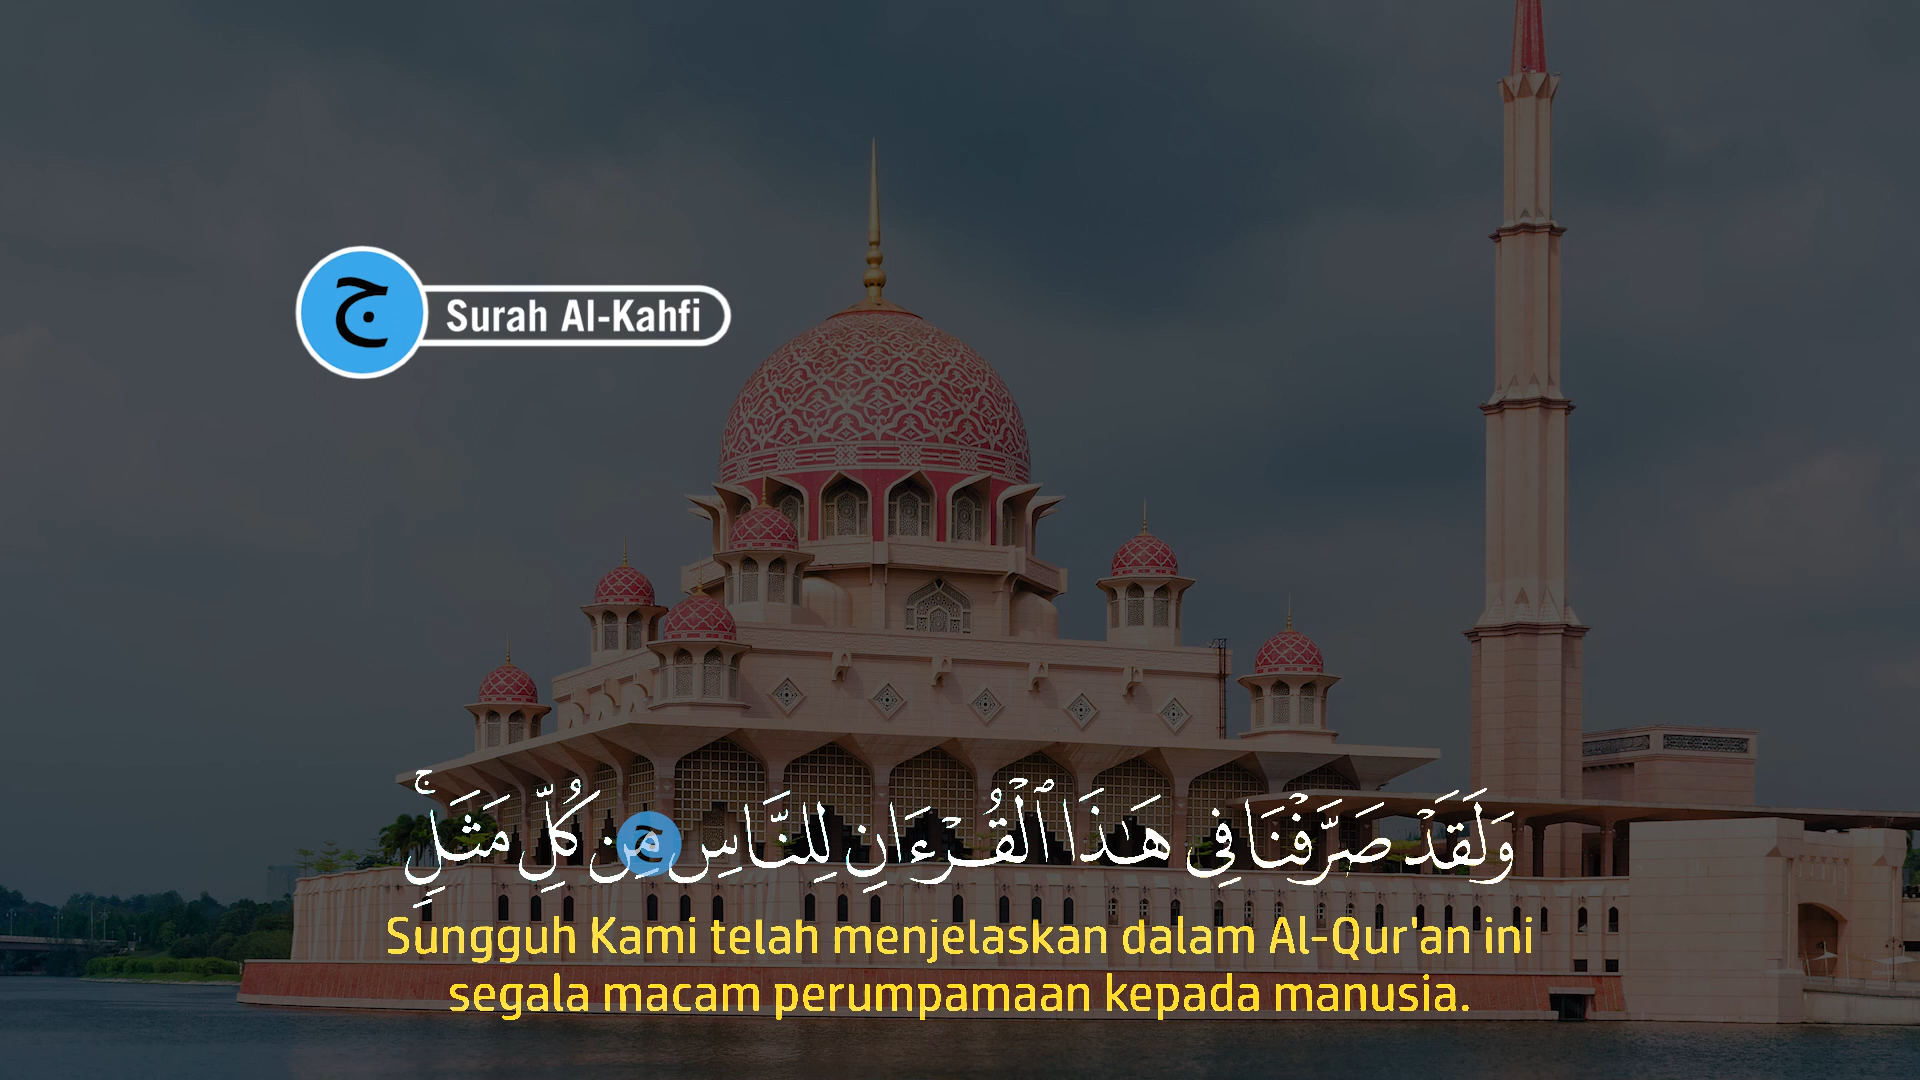 ج
Surah Al-Kahfi
وَلَقَدْ صَرَّفْنَا فِى هَـٰذَا ٱلْقُرْءَانِ لِلنَّاسِ مِن كُلِّ مَثَلٍۢ ۚ
ج
Sungguh Kami telah menjelaskan dalam Al-Qur'an ini
segala macam perumpamaan kepada manusia.